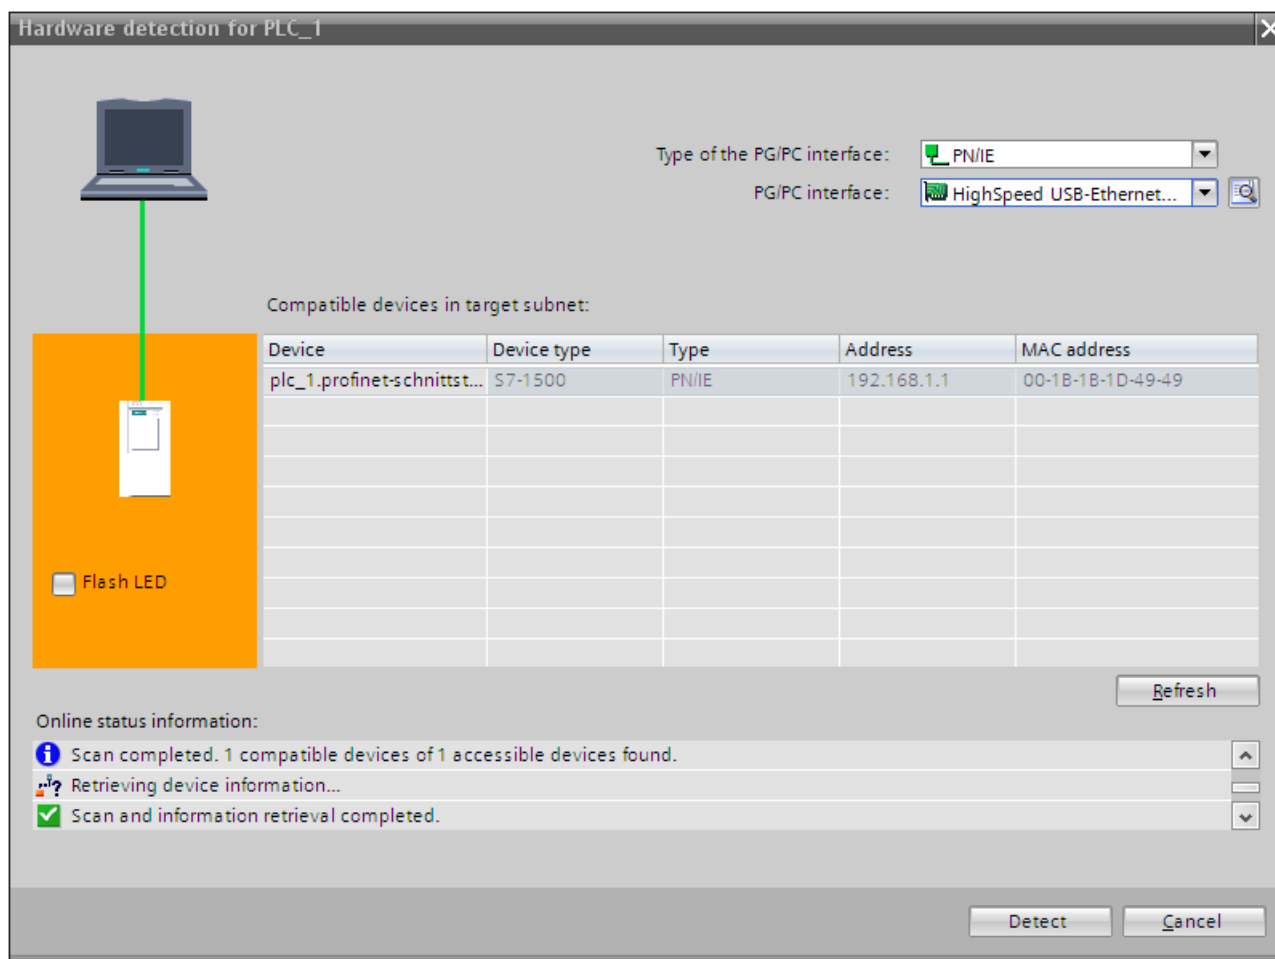 Hardware detection for PLC_1
Type of the PG/PC interface: PN/IE
PG/PC interface: HighSpeed USB-Ethernet...
Compatible devices in target subnet:
Device Device type Type Address MAC address
plc_1.profinet-schnittst... S7-1500 PN/IE 192.168.1.1 00-1B-1B-1D-49-49
Flash LED
Refresh
Online status information:
Scan completed. 1 compatible devices of 1 accessible devices found.
Retrieving device information...
Scan and information retrieval completed.
Detect Cancel